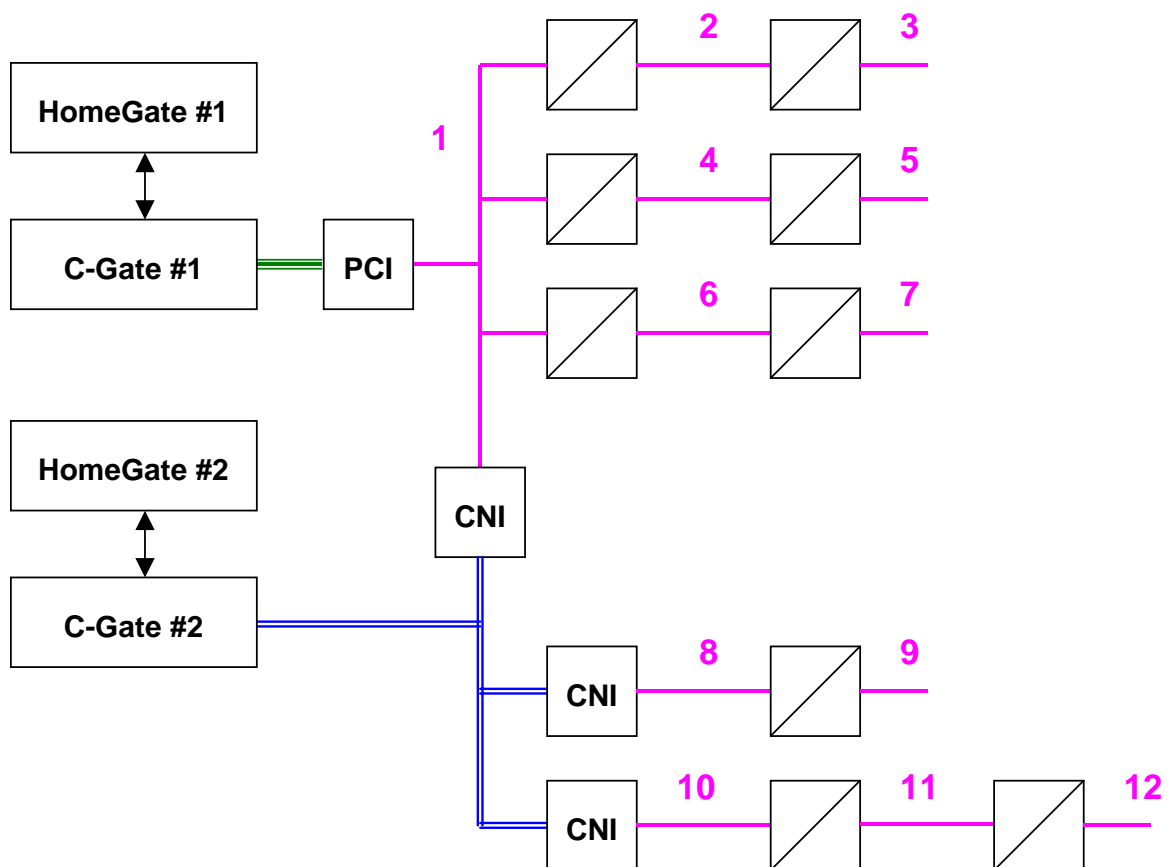 2
3
HomeGate #1
1
4
5
C-Gate #1
PCI
6
7
HomeGate #2
CNI
C-Gate #2
8
9
CNI
10
11
12
CNI